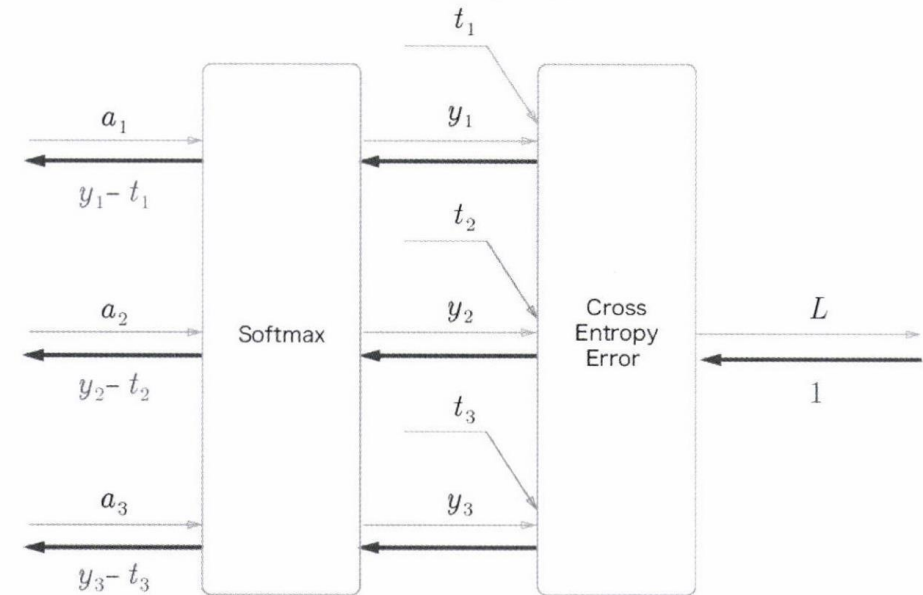 t₁
a₁
y₁
y₁– t₁
t₂
a₂
Softmax
y₂
Cross
Entropy
Error
L
y₂– t₂
1
t₃
a₃
y₃
y₃– t₃